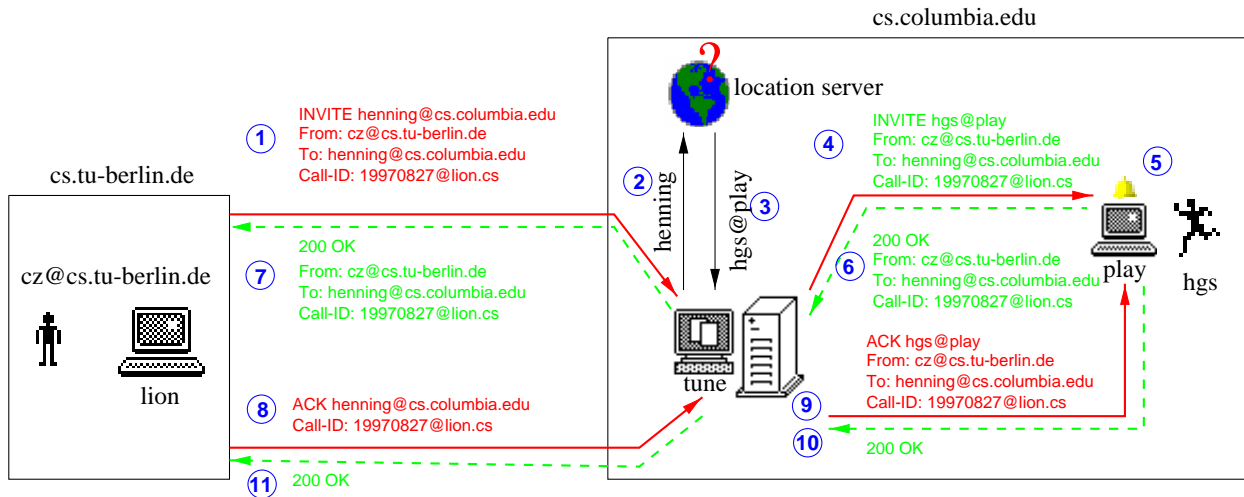 cs.columbia.edu
?
location server
1
INVITE henning@cs.columbia.edu
From: cz@cs.tu-berlin.de
To: henning@cs.columbia.edu
Call-ID: 19970827@lion.cs
2
henning
hgs@play
3
4
INVITE hgs@play
From: cz@cs.tu-berlin.de
To: henning@cs.columbia.edu
Call-ID: 19970827@lion.cs
5
cs.tu-berlin.de
cz@cs.tu-berlin.de
lion
7
200 OK
From: cz@cs.tu-berlin.de
To: henning@cs.columbia.edu
Call-ID: 19970827@lion.cs
6
200 OK
From: cz@cs.tu-berlin.de
To: henning@cs.columbia.edu
Call-ID: 19970827@lion.cs
play
hgs
tune
8
ACK henning@cs.columbia.edu
Call-ID: 19970827@lion.cs
9
ACK hgs@play
From: cz@cs.tu-berlin.de
To: henning@cs.columbia.edu
Call-ID: 19970827@lion.cs
10
200 OK
11
200 OK